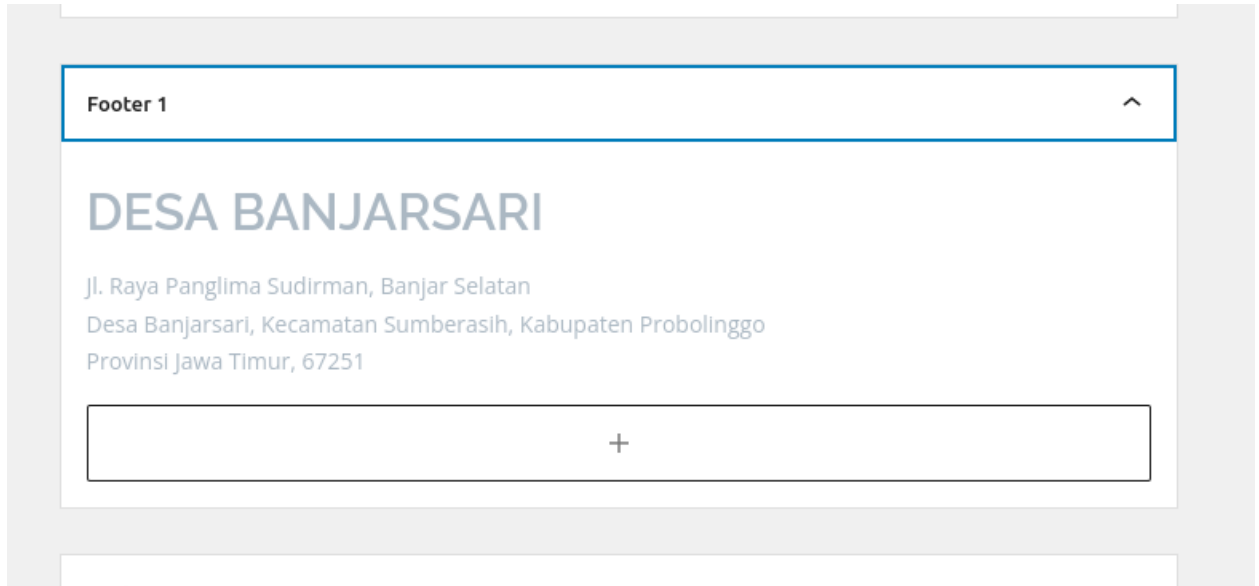 Footer 1
DESA BANJARSARI
Jl. Raya Panglima Sudirman, Banjar Selatan
Desa Banjarsari, Kecamatan Sumberasih, Kabupaten Probolinggo
Provinsi Jawa Timur, 67251